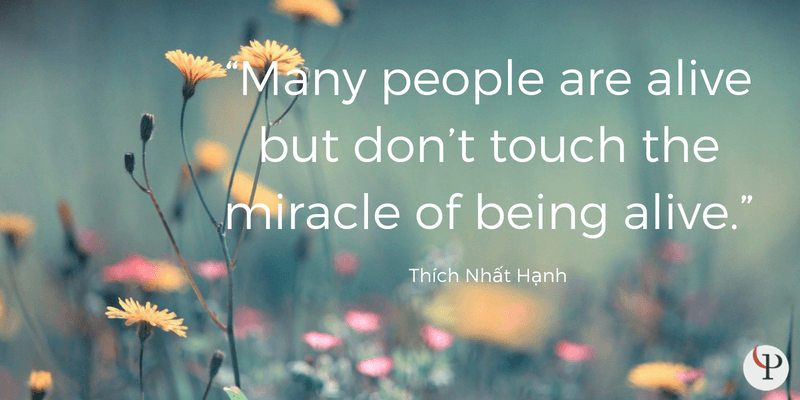 “Many people are alive
but don’t touch the
miracle of being alive.”
Thích Nhất Hạnh
P